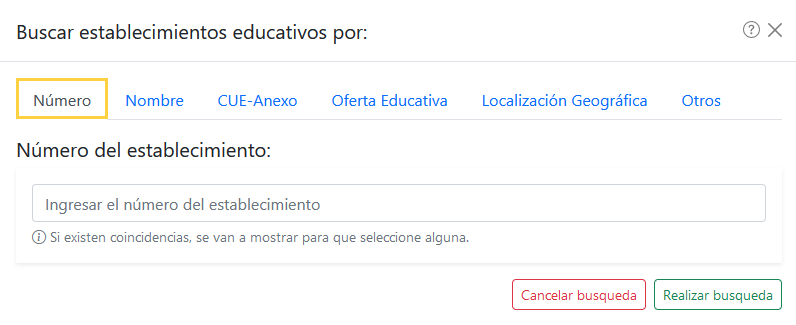 Buscar establecimientos educativos por:
Número Nombre CUE-Anexo Oferta Educativa Localización Geográfica Otros
Número del establecimiento:
Ingresar el número del establecimiento
Si existen coincidencias, se van a mostrar para que seleccione alguna.
Cancelar busqueda Realizar busqueda